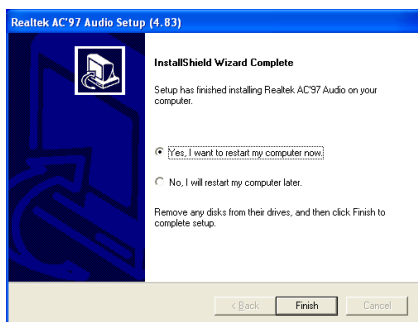 Realtek AC'97 Audio Setup (4.83)
InstallShield Wizard Complete
Setup has finished installing Realtek AC'97 Audio on your
computer.
Yes, I want to restart my computer now.
No, I will restart my computer later.
Remove any disks from their drives, and then click Finish to
complete setup.
< Back
Finish
Cancel